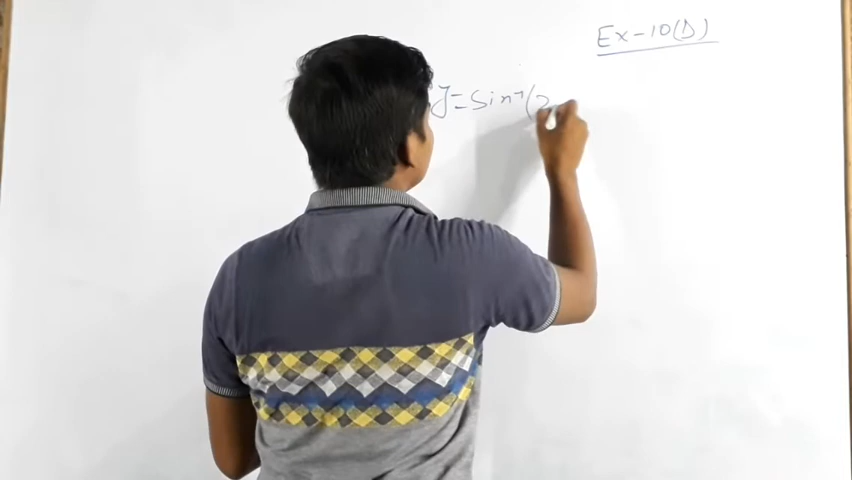 Ex-10(D)
y = Sin⁻¹(